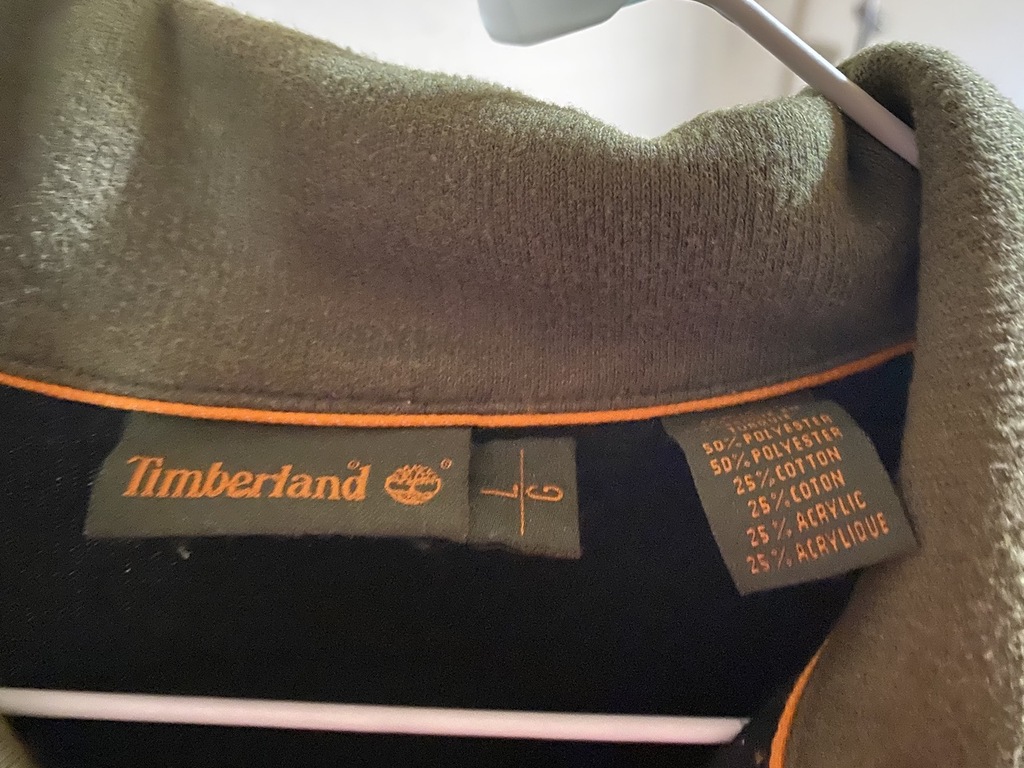 Timberland
L
G
50% POLYESTER
50% POLYESTER
25% COTTON
25% COTON
25% ACRYLIC
25% ACRYLIQUE